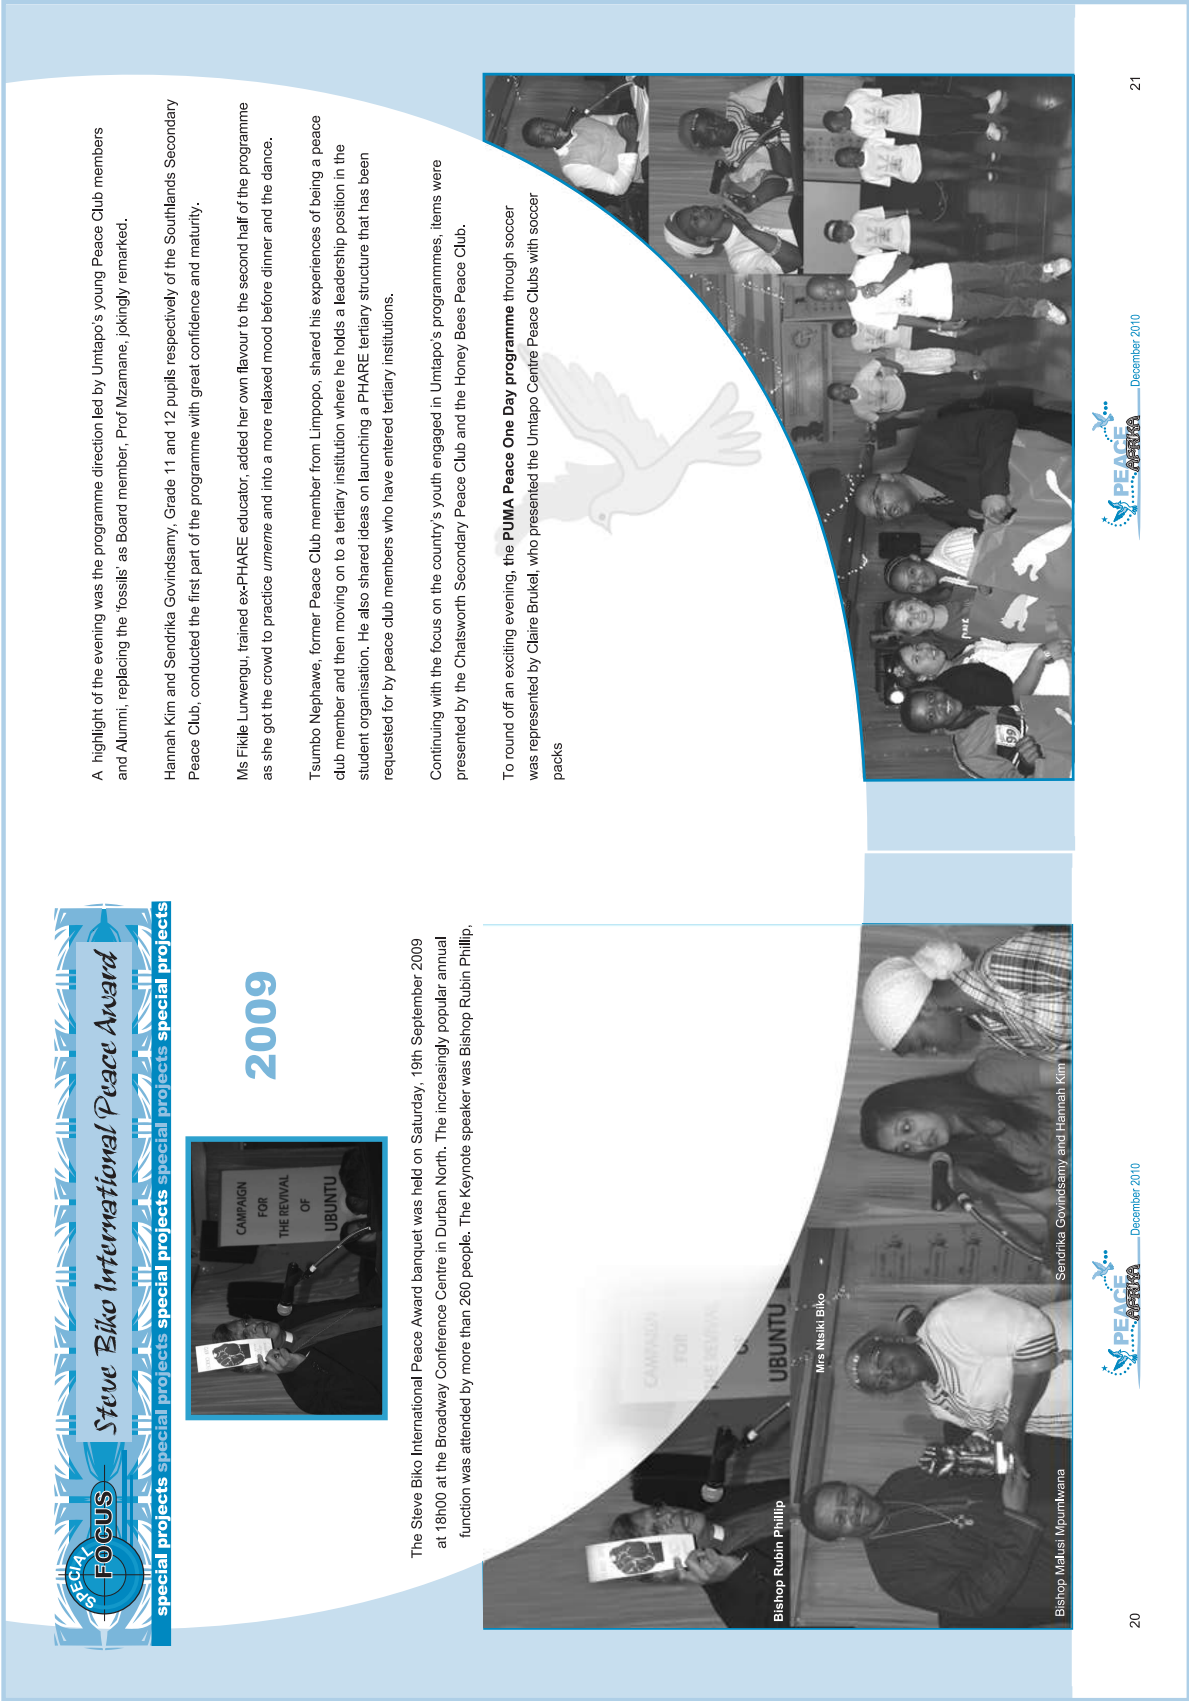 SPECIAL
FOCUS
Steve Biko International Peace Award
special projects special projects special projects special projects special projects
2009
CAMPAIGN
FOR
THE REVIVAL
OF
UBUNTU
The Steve Biko International Peace Award banquet was held on Saturday, 19th September 2009
at 18h00 at the Broadway Conference Centre in Durban North. The increasingly popular annual
function was attended by more than 260 people. The Keynote speaker was Bishop Rubin Phillip,
CAMPAIGN
FOR
UBUNTU
Bishop Rubin Phillip
Mrs Ntsiki Biko
Bishop Malusi Mpumlwana
Sendrika Govindsamy and Hannah Kim
20
PEACE
AFRIKA
December 2010
A highlight of the evening was the programme direction led by Umtapo's young Peace Club members
and Alumni, replacing the 'fossils' as Board member, Prof Mzamane, jokingly remarked.
Hannah Kim and Sendrika Govindsamy, Grade 11 and 12 pupils respectively of the Southlands Secondary
Peace Club, conducted the first part of the programme with great confidence and maturity.
Ms Fikile Lurwengu, trained ex-PHARE educator, added her own flavour to the second half of the programme
as she got the crowd to practice umeme and into a more relaxed mood before dinner and the dance.
Tsumbo Nephawe, former Peace Club member from Limpopo, shared his experiences of being a peace
club member and then moving on to a tertiary institution where he holds a leadership position in the
student organisation. He also shared ideas on launching a PHARE tertiary structure that has been
requested for by peace club members who have entered tertiary institutions.
Continuing with the focus on the country's youth engaged in Umtapo's programmes, items were
presented by the Chatsworth Secondary Peace Club and the Honey Bees Peace Club.
To round off an exciting evening, the PUMA Peace One Day programme through soccer
was represented by Claire Brukel, who presented the Umtapo Centre Peace Clubs with soccer
packs
99
PEACE
AFRIKA
December 2010
21